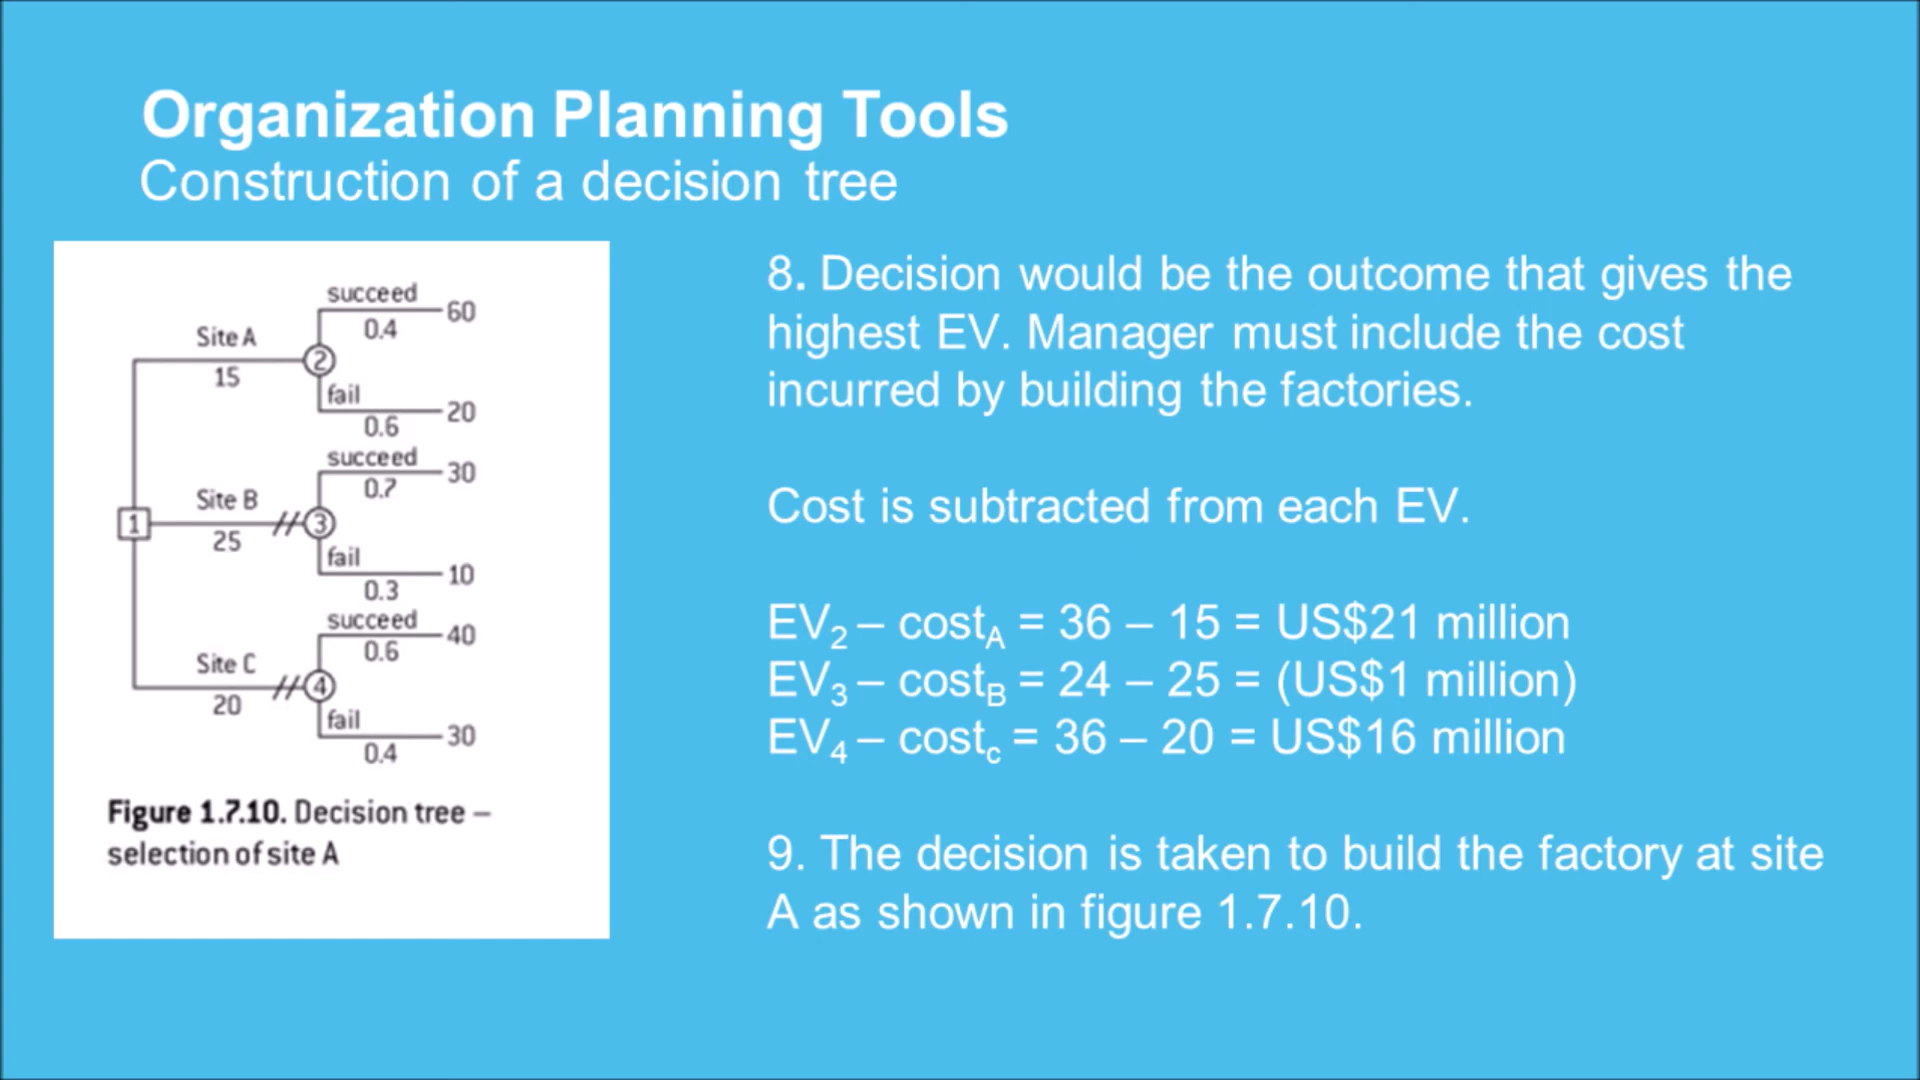 Organization Planning Tools
Construction of a decision tree
succeed
60
0.4
Site A
15
2
fail
20
0.6
succeed
30
0.7
Site B
1
25
3
fail
10
0.3
succeed
40
0.6
Site C
20
4
fail
30
0.4
Figure 1.7.10. Decision tree –
selection of site A
8. Decision would be the outcome that gives the
highest EV. Manager must include the cost
incurred by building the factories.
Cost is subtracted from each EV.
EV2 – costA = 36 – 15 = US$21 million
EV3 – costB = 24 – 25 = (US$1 million)
EV4 – costc = 36 – 20 = US$16 million
9. The decision is taken to build the factory at site
A as shown in figure 1.7.10.